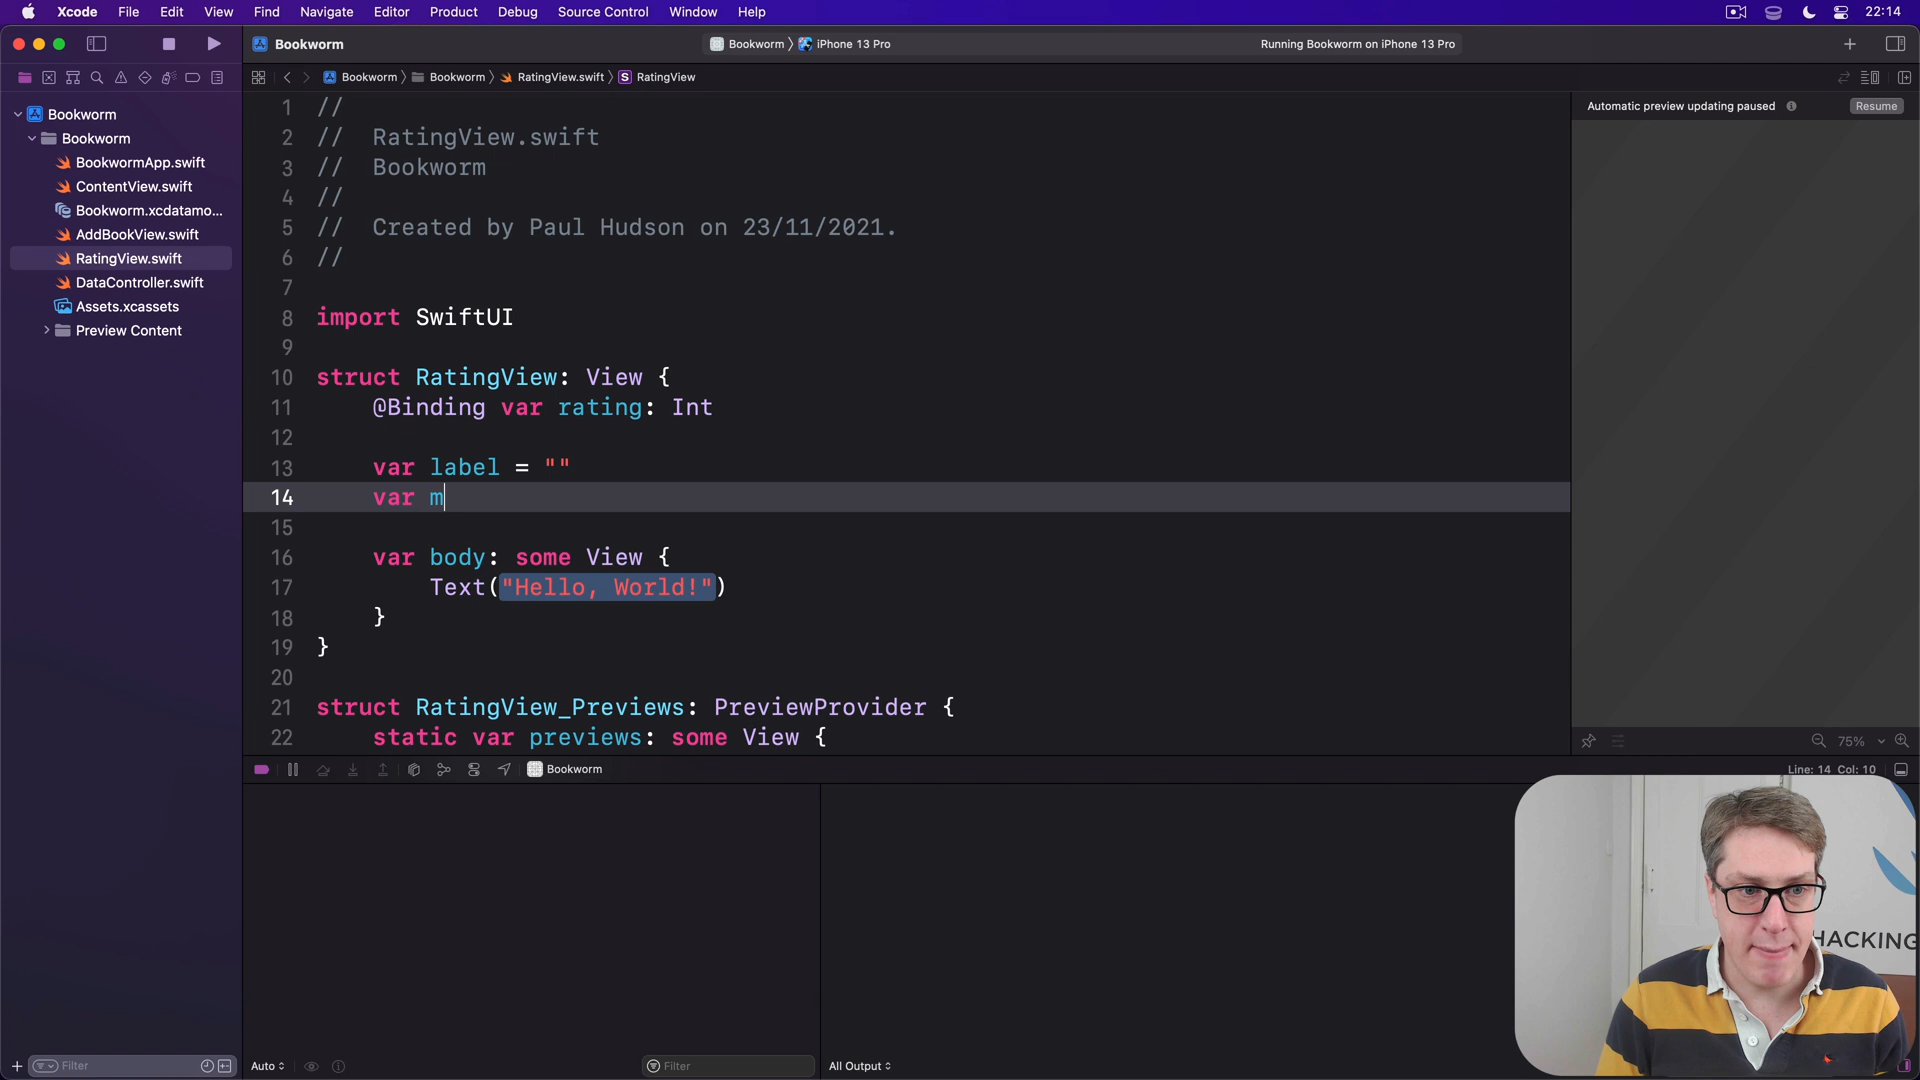 Xcode File Edit View Find Navigate Editor Product Debug Source Control Window Help 22:14
Bookworm Bookworm iPhone 13 Pro Running Bookworm on iPhone 13 Pro
Bookworm Bookworm RatingView.swift S RatingView
Automatic preview updating paused Resume
Bookworm
Bookworm
BookwormApp.swift
ContentView.swift
Bookworm.xcdatamo...
AddBookView.swift
RatingView.swift
DataController.swift
Assets.xcassets
Preview Content
1 //
2 // RatingView.swift
3 // Bookworm
4 //
5 // Created by Paul Hudson on 23/11/2021.
6 //
7
8 import SwiftUI
9
10 struct RatingView: View {
11 @Binding var rating: Int
12
13 var label = ""
14 var m
15
16 var body: some View {
17 Text("Hello, World!")
18 }
19 }
20
21 struct RatingView_Previews: PreviewProvider {
22 static var previews: some View {
75%
Bookworm Line: 14 Col: 10
HACKING
Filter Auto Filter All Output